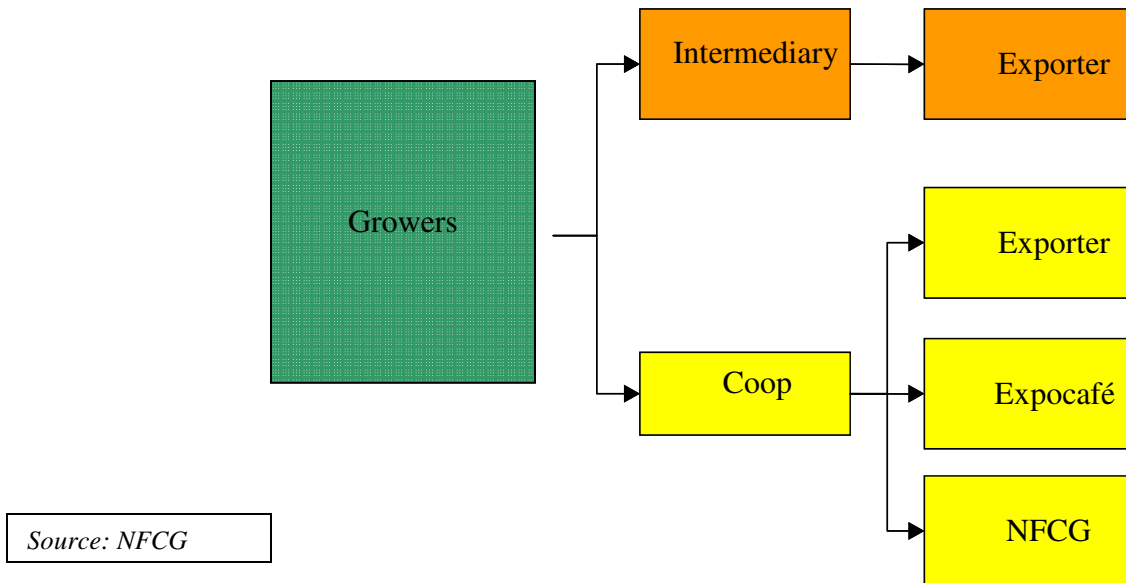 Intermediary
Exporter
Growers
Exporter
Coop
Expocafé
NFCG
Source: NFCG